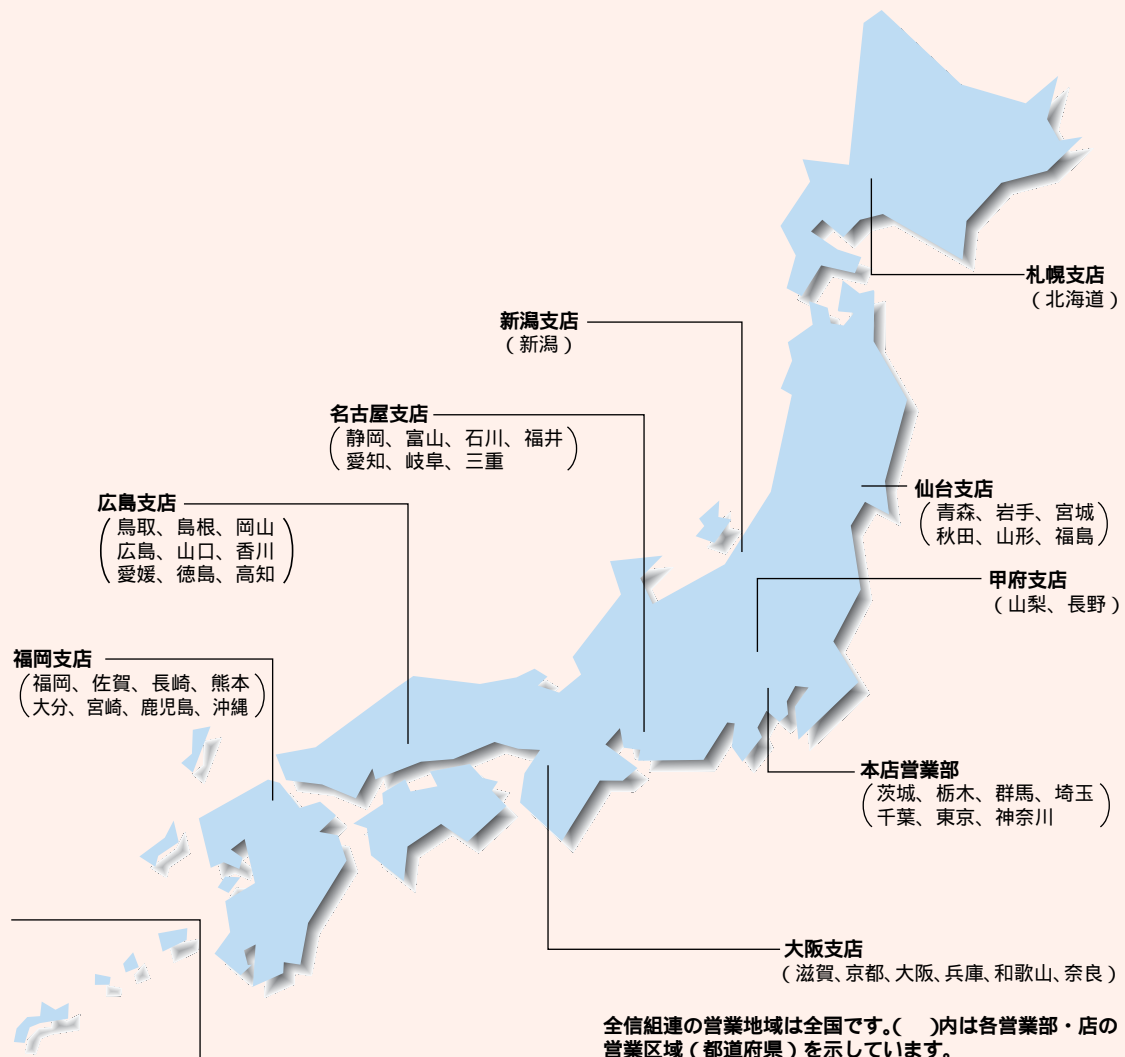 札幌支店
（北海道）
新潟支店
（新潟）
名古屋支店
（静岡、富山、石川、福井
愛知、岐阜、三重）
広島支店
（鳥取、島根、岡山
広島、山口、香川
愛媛、徳島、高知）
仙台支店
（青森、岩手、宮城
秋田、山形、福島）
甲府支店
（山梨、長野）
福岡支店
（福岡、佐賀、長崎、熊本
大分、宮崎、鹿児島、沖縄）
本店営業部
（茨城、栃木、群馬、埼玉
千葉、東京、神奈川）
大阪支店
（滋賀、京都、大阪、兵庫、和歌山、奈良）
全信組連の営業地域は全国です。（　）内は各営業部・店の
営業区域（都道府県）を示しています。